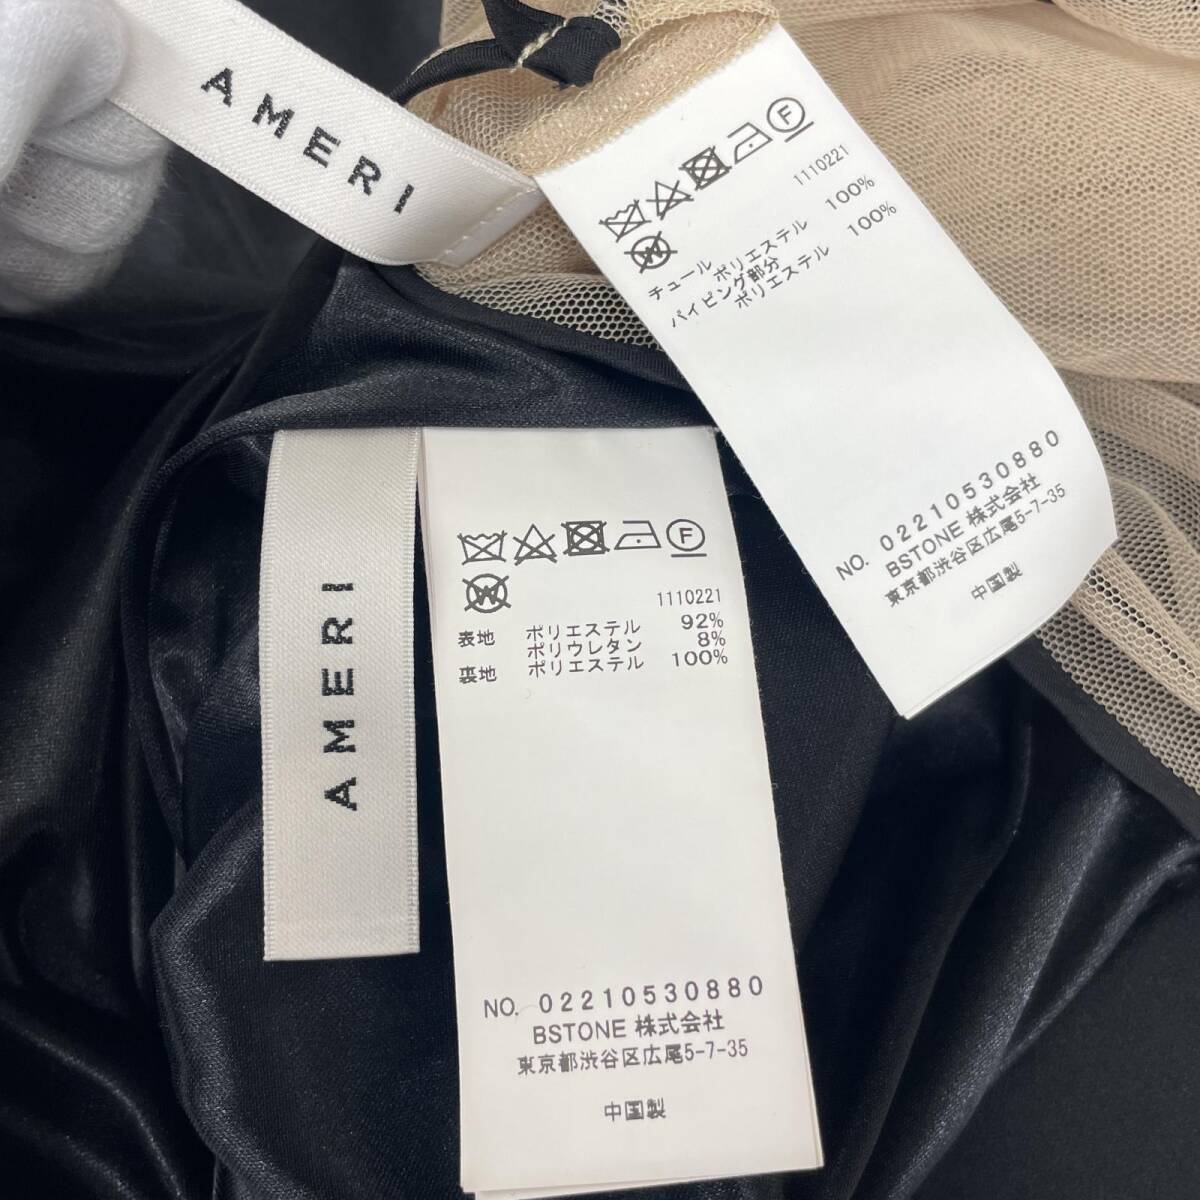 AMERI
1110221
チュール ポリエステル 100%
パイピング部分
ポリエステル 100%
NO. 02210530880
BSTONE 株式会社
東京都渋谷区広尾5-7-35
中国製
AMERI
1110221
表地 ポリエステル 92%
ポリウレタン 8%
裏地 ポリエステル 100%
NO. 02210530880
BSTONE 株式会社
東京都渋谷区広尾5-7-35
中国製